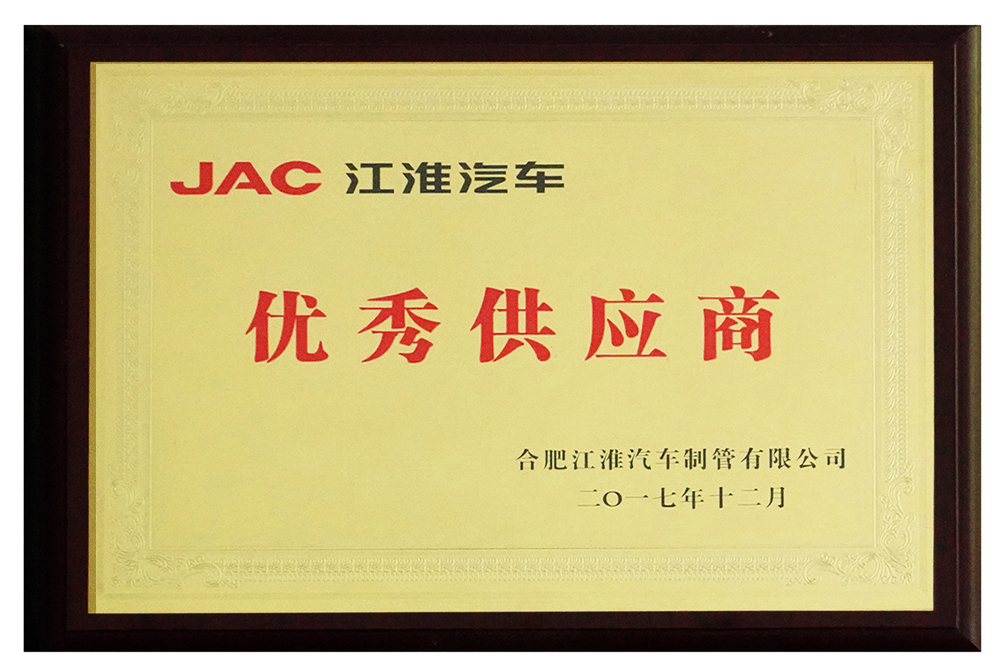 JAC 江淮汽车
优秀供应商
合肥江淮汽车制管有限公司
二〇一七年十二月